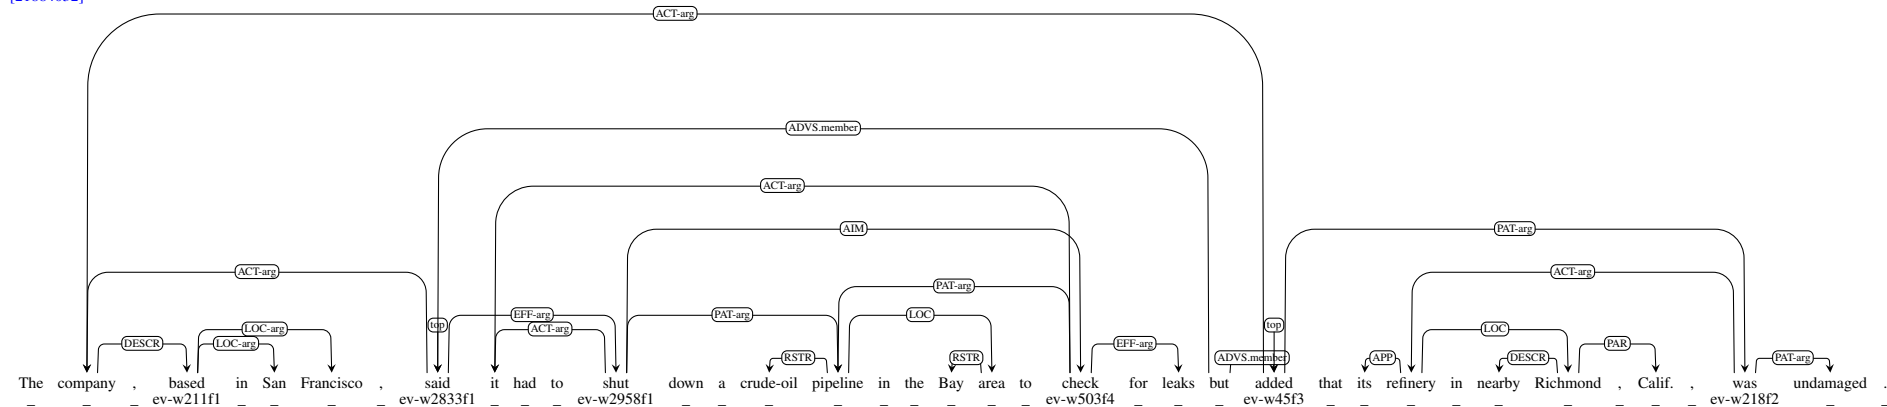 ACT-arg
ADVS.member
ACT-arg
AIM PAT-arg
ACT-arg ACT-arg
PAT-arg
top EFF-arg PAT-arg LOC top
LOC-arg ACT-arg LOC
DESCR LOC-arg EFF-arg PAR
RSTR RSTR ADVS.member APP DESCR PAT-arg
The company , based in San Francisco , said it had to shut down a crude-oil pipeline in the Bay area to check for leaks but added that its refinery in nearby Richmond , Calif. , was undamaged .
ev-w211f1 ev-w2833f1 ev-w2958f1 ev-w503f4 ev-w45f3 ev-w218f2
_ _ _ _ _ _ _ _ _ _ _ _ _ _ _ _ _ _ _ _ _ _ _ _ _ _ _ _ _ _ _ _